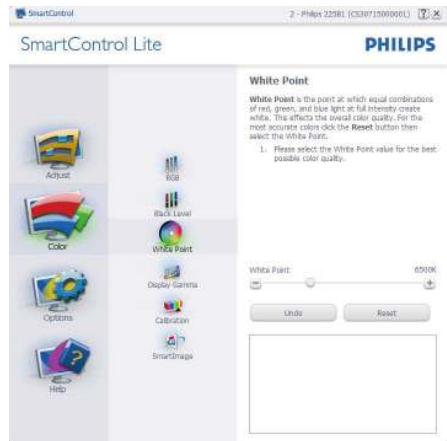 SmartControl
2 - Philips 225B1 (CS3071500000L)
SmartControl Lite
PHILIPS
Adjust
Color
Options
Help
RGB
Black Level
White Point
Display Gamma
Calibration
SmartImage
White Point
White Point is the point at which equal combinations
of red, green, and blue light at full intensity create
white. This effects the overall color quality. For the
most accurate colors click the Reset button then
select the White Point.
1. Please select the White Point value for the best
possible color quality.
White Point
6500K
Undo
Reset